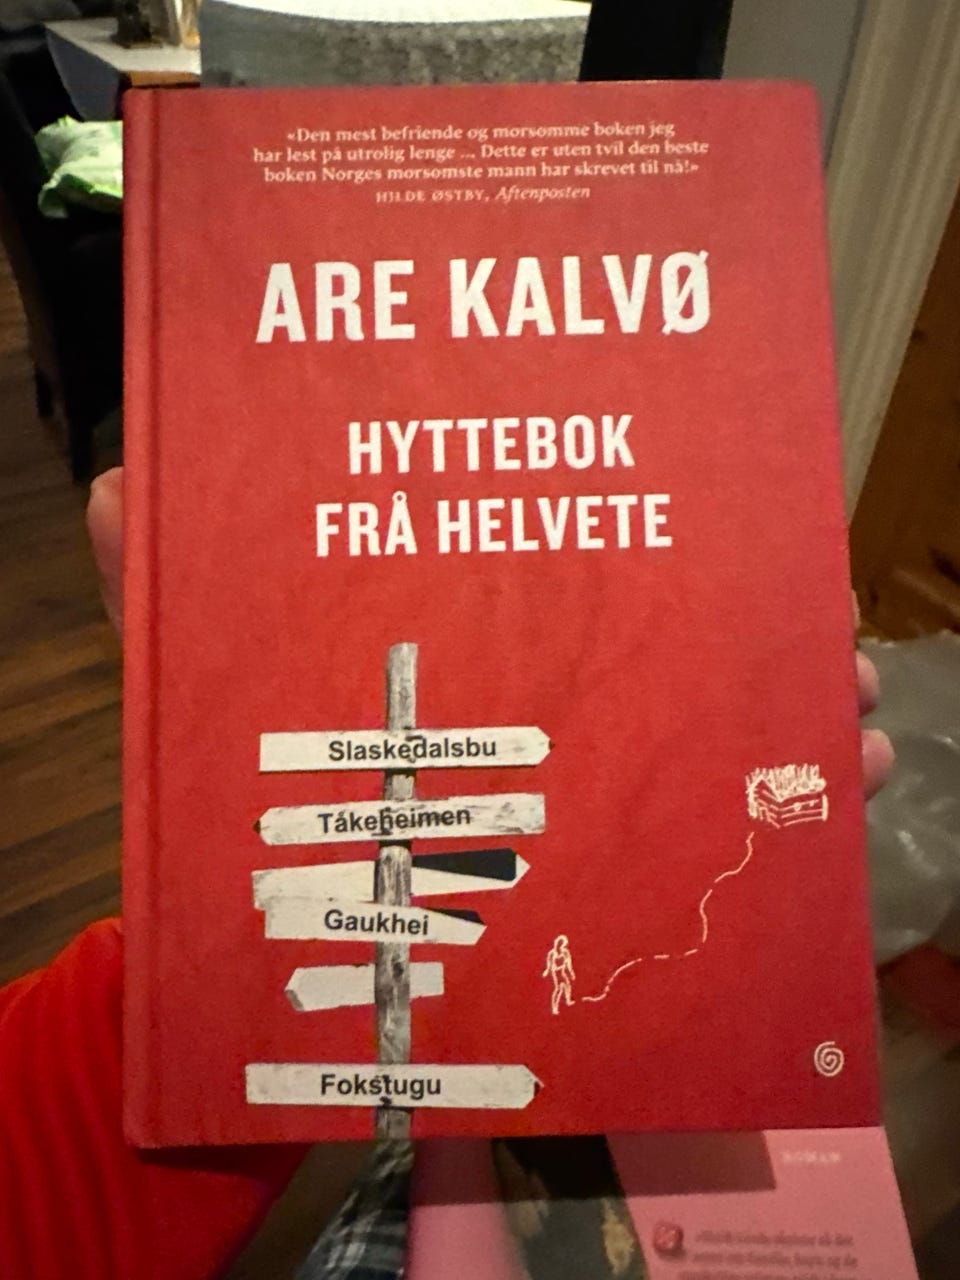 «Den mest befriende og morsomme boken jeg
har lest på utrolig lenge ... Dette er uten tvil den beste
boken Norges morsomste mann har skrevet til nå!»
HILDE ØSTBY, Aftenposten
ARE KALVØ
HYTTEBOK
FRÅ HELVETE
Slaskedalsbu
Tåkeheimen
Gaukhei
Fokstugu